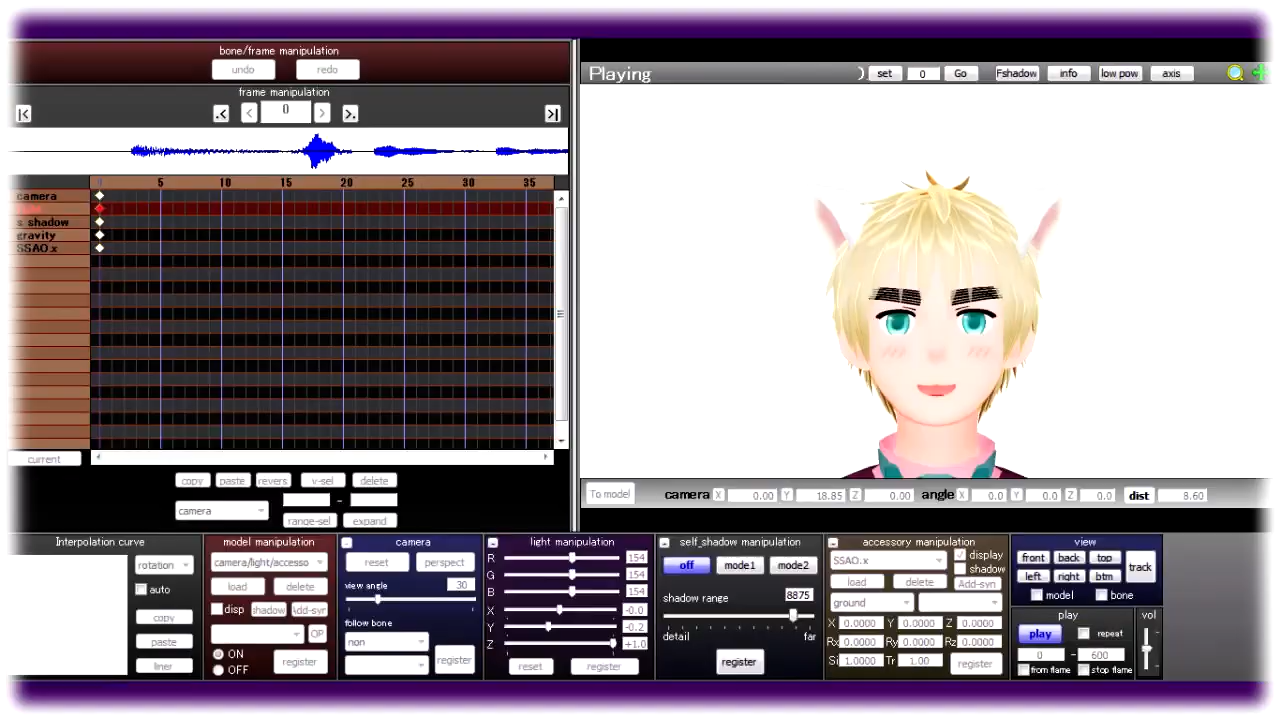 bone/frame manipulation
undo redo
frame manipulation
.< < 0 > >.
Playing
) set 0 Go Fshadow info low pow axis
0 5 10 15 20 25 30 35
camera
s shadow
gravity
SSAO.x
current
copy paste revers v-sel delete
camera -
range-sel expand
To model camera X 0.00 Y 18.85 Z 0.00 angle X 0.0 Y 0.0 Z 0.0 dist 8.60
Interpolation curve
rotation
auto
copy
paste
liner
model manipulation
camera/light/accesso
load delete
disp shadow Add-syn
OP
ON
OFF
register
camera
reset perspect
view angle 30
follow bone
non
register
light manipulation
R 154
G 154
B 154
X -0.0
Y -0.2
Z +1.0
reset register
self_shadow manipulation
off mode1 mode2
shadow range 8875
detail far
register
accessory manipulation
SSAO.x display
shadow
load delete Add-syn
ground
X 0.0000 Y 0.0000 Z 0.0000
Rx 0.0000 Ry 0.0000 Rz 0.0000
Si 1.0000 Tr 1.00 register
view
front back top
left right btm track
model bone
play
play repeat
0 - 600
from flame stop flame
vol